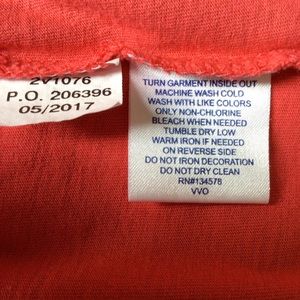 2V1076
P.O. 206396
05/2017
TURN GARMENT INSIDE OUT
MACHINE WASH COLD
WASH WITH LIKE COLORS
ONLY NON-CHLORINE
BLEACH WHEN NEEDED
TUMBLE DRY LOW
WARM IRON IF NEEDED
ON REVERSE SIDE
DO NOT IRON DECORATION
DO NOT DRY CLEAN
RN#134578
VVO